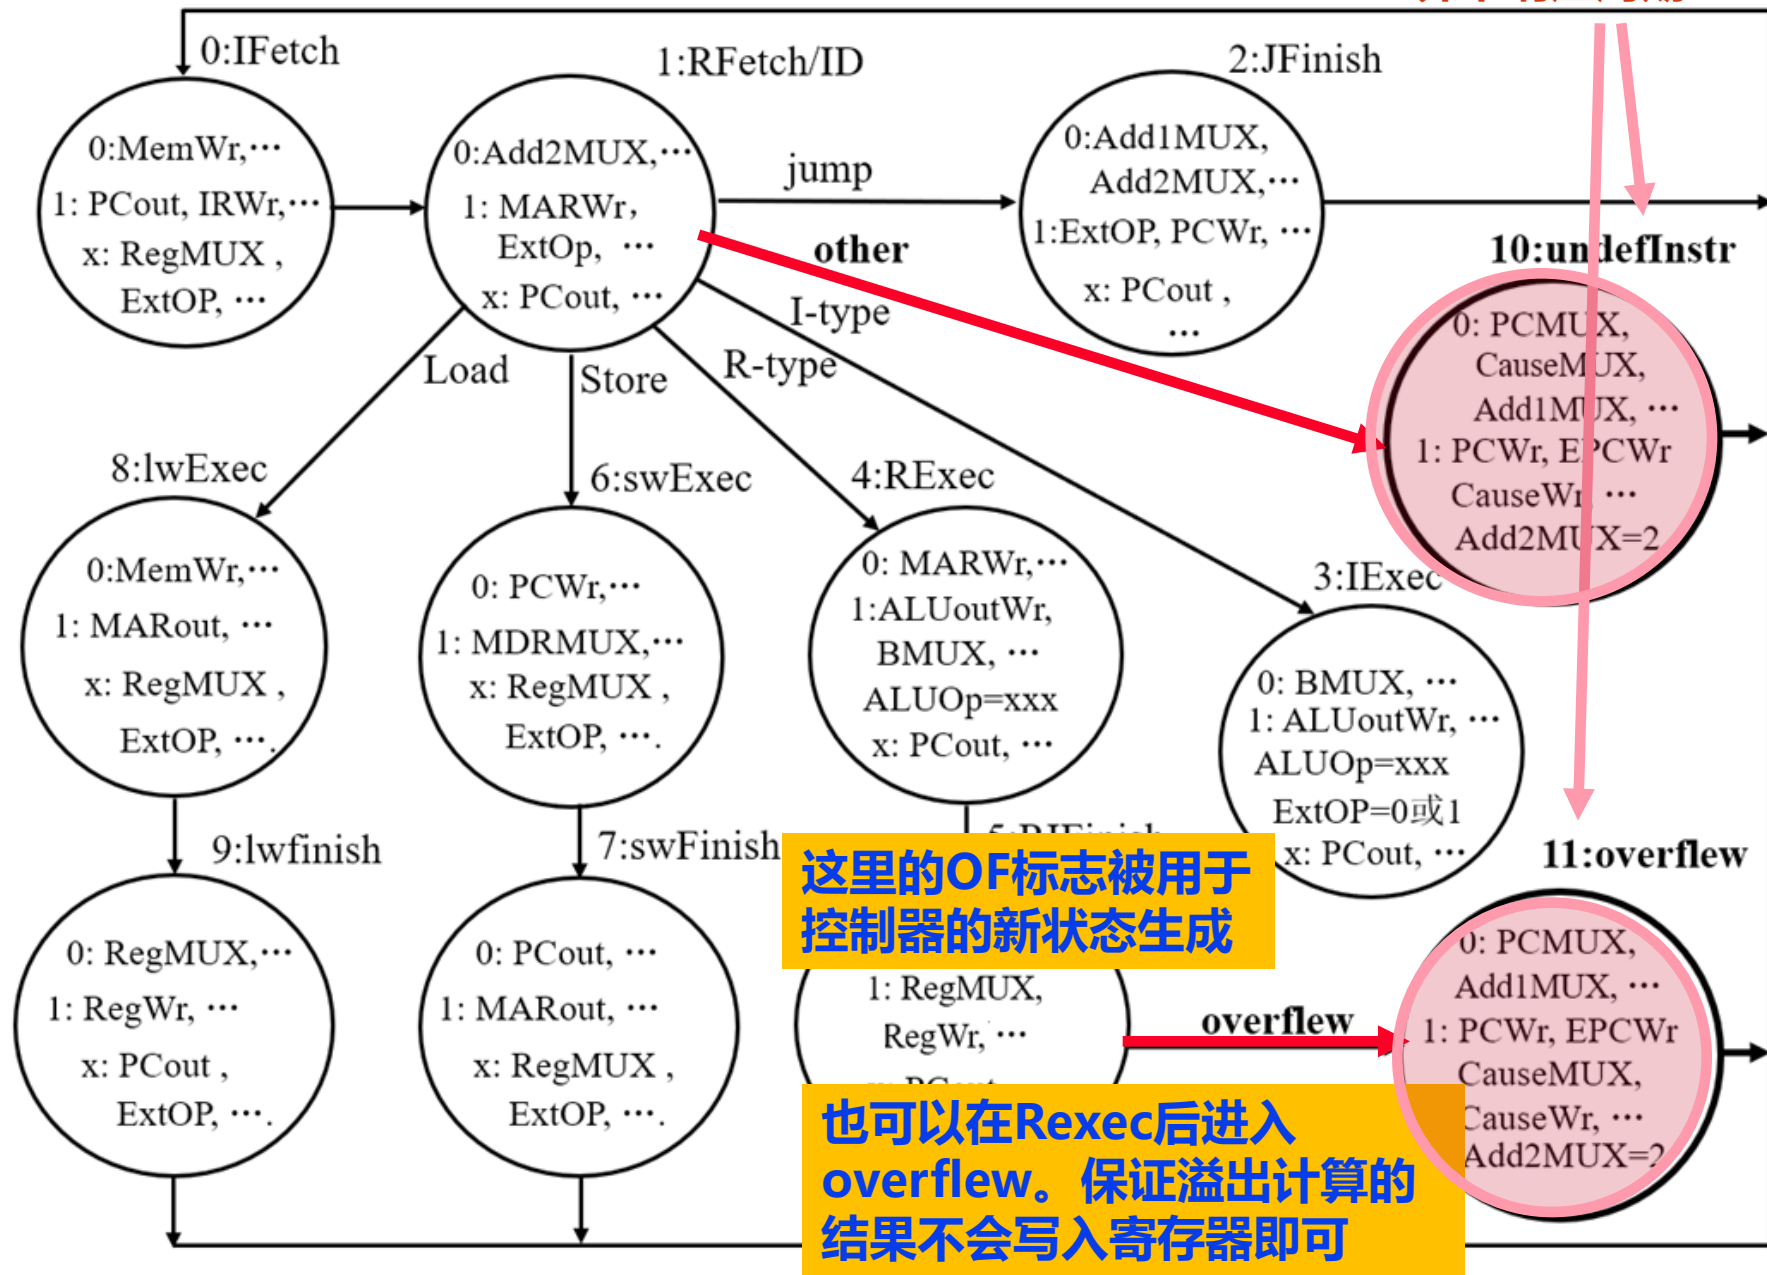 0:IFetch
0:MemWr,…
1: PCout, IRWr,…
x: RegMUX ,
ExtOP, …
1:RFetch/ID
0:Add2MUX,…
1: MARWr,
ExtOp, …
x: PCout, …
jump
other
I-type
R-type
Store
Load
2:JFinish
0:Add1MUX,
Add2MUX,…
1:ExtOP, PCWr, …
x: PCout ,
…
10:undefInstr
0: PCMUX,
CauseMUX,
Add1MUX, …
1: PCWr, EPCWr
CauseWr, …
Add2MUX=2
8:lwExec
0:MemWr,…
1: MARout, …
x: RegMUX ,
ExtOP, ….
6:swExec
0: PCWr,…
1: MDRMUX,…
x: RegMUX ,
ExtOP, ….
4:RExec
0: MARWr,…
1:ALUoutWr,
BMUX, …
ALUOp=xxx
x: PCout, …
3:IExec
0: BMUX, …
1: ALUoutWr, …
ALUOp=xxx
ExtOP=0或1
x: PCout, …
9:lwfinish
0: RegMUX,…
1: RegWr, …
x: PCout ,
ExtOP, ….
7:swFinish
0: PCout, …
1: MARout, …
x: RegMUX ,
ExtOP, ….
这里的OF标志被用于
控制器的新状态生成
1: RegMUX,
RegWr, …
overflew
11:overflew
0: PCMUX,
Add1MUX, …
1: PCWr, EPCWr
CauseMUX,
CauseWr, …
Add2MUX=2
也可以在Rexec后进入
overflew。保证溢出计算的
结果不会写入寄存器即可